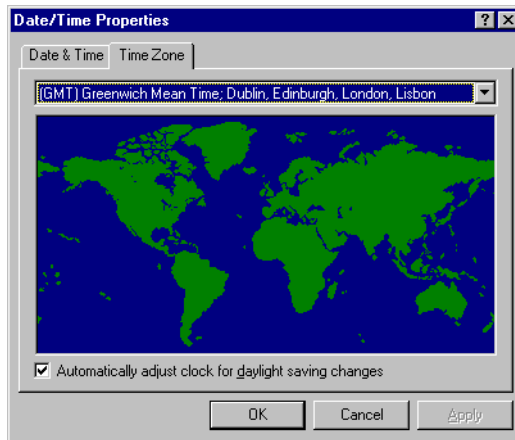 Date/Time Properties
Date & Time Time Zone
(GMT) Greenwich Mean Time; Dublin, Edinburgh, London, Lisbon
Automatically adjust clock for daylight saving changes
OK Cancel Apply